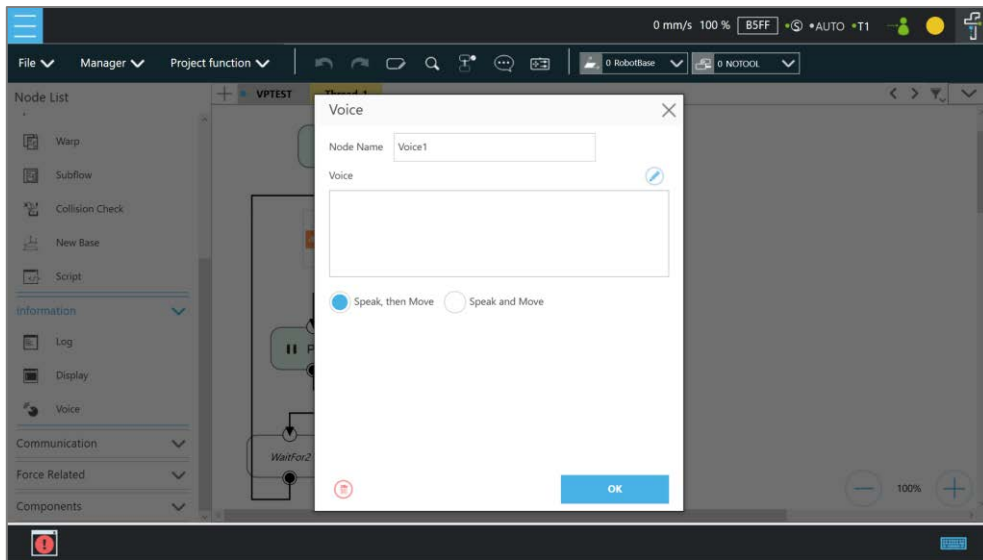 0 mm/s 100 % B5FF S AUTO T1
File Manager Project function 0 RobotBase 0 NOTOOL
Node List VPTEST Thread 1
Warp
Subflow
Collision Check
New Base
Script
Information
Log
Display
Voice
Communication
Force Related
Components
P
WaitFor2
Voice
Node Name Voice1
Voice
Speak, then Move Speak and Move
OK
100%